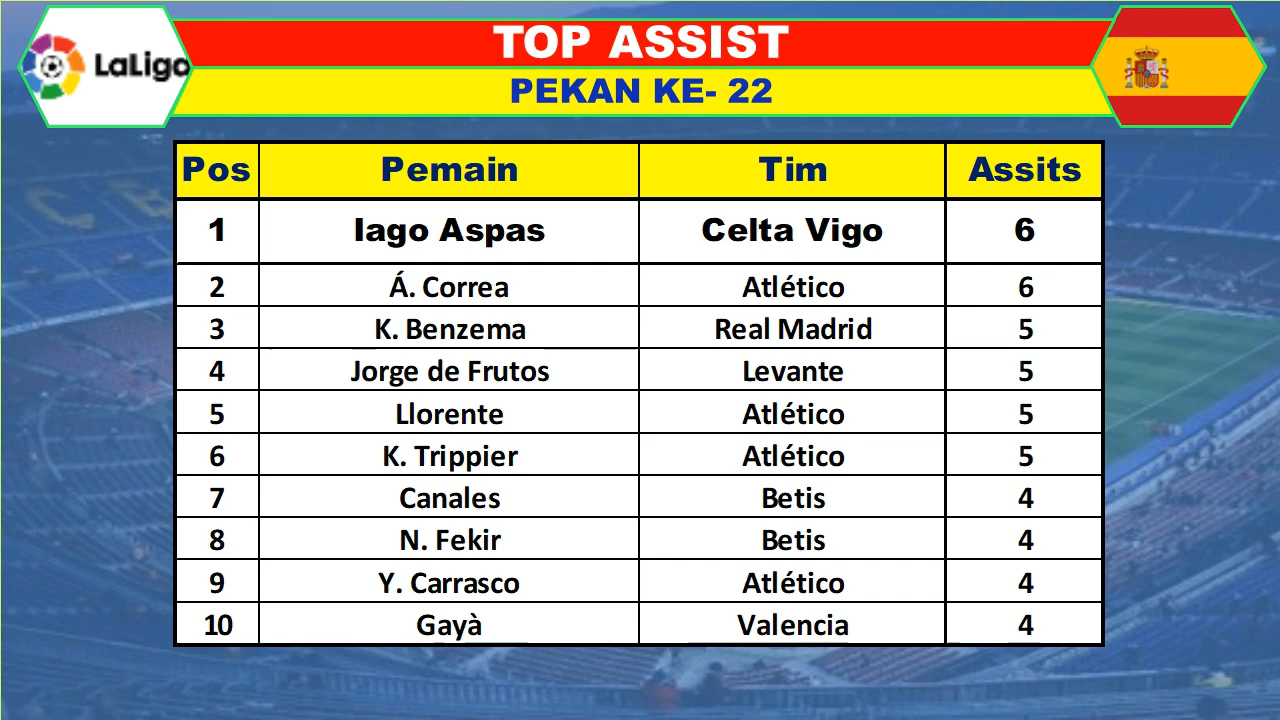 LaLiga
TOP ASSIST
PEKAN KE- 22
Pos Pemain Tim Assits
1 Iago Aspas Celta Vigo 6
2 Á. Correa Atlético 6
3 K. Benzema Real Madrid 5
4 Jorge de Frutos Levante 5
5 Llorente Atlético 5
6 K. Trippier Atlético 5
7 Canales Betis 4
8 N. Fekir Betis 4
9 Y. Carrasco Atlético 4
10 Gayà Valencia 4